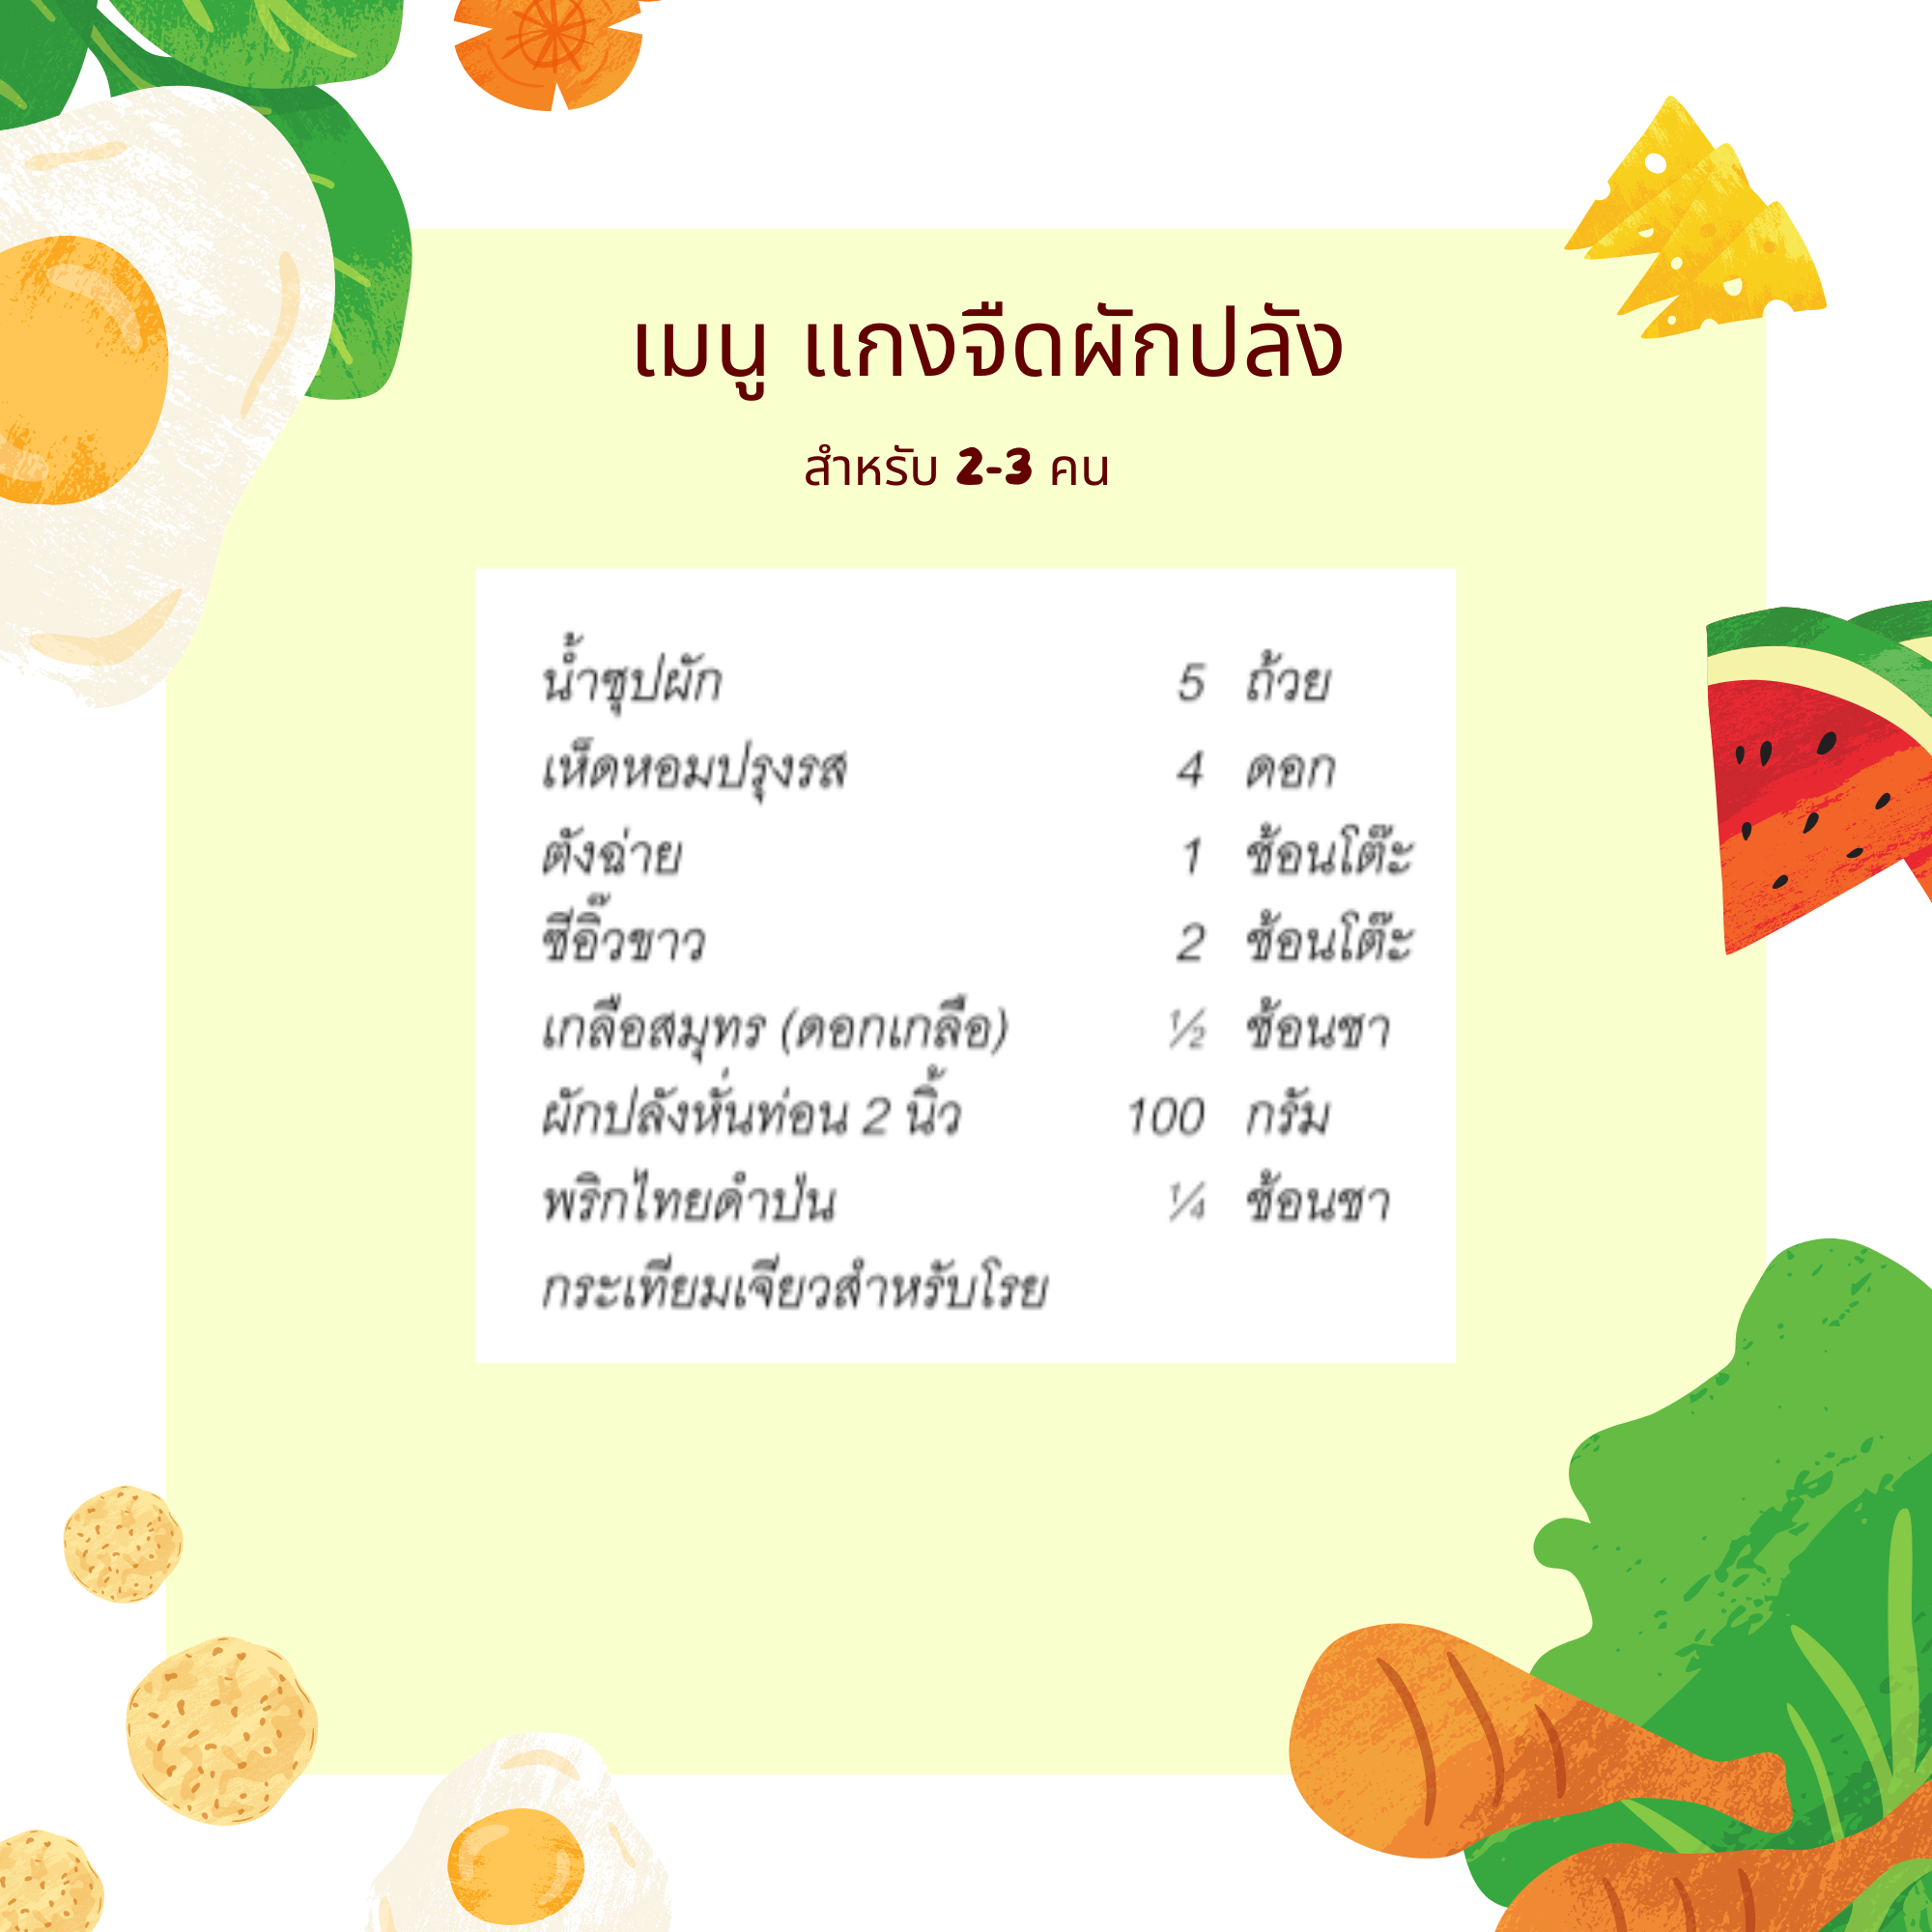 เมนู แกงจืดผักปลัง
สำหรับ 2-3 คน
น้ำซุปผัก 5 ถ้วย
เห็ดหอมปรุงรส 4 ดอก
ตังฉ่าย 1 ช้อนโต๊ะ
ซีอิ๊วขาว 2 ช้อนโต๊ะ
เกลือสมุทร (ดอกเกลือ) ½ ช้อนชา
ผักปลังหั่นท่อน 2 นิ้ว 100 กรัม
พริกไทยดำป่น ¼ ช้อนชา
กระเทียมเจียวสำหรับโรย